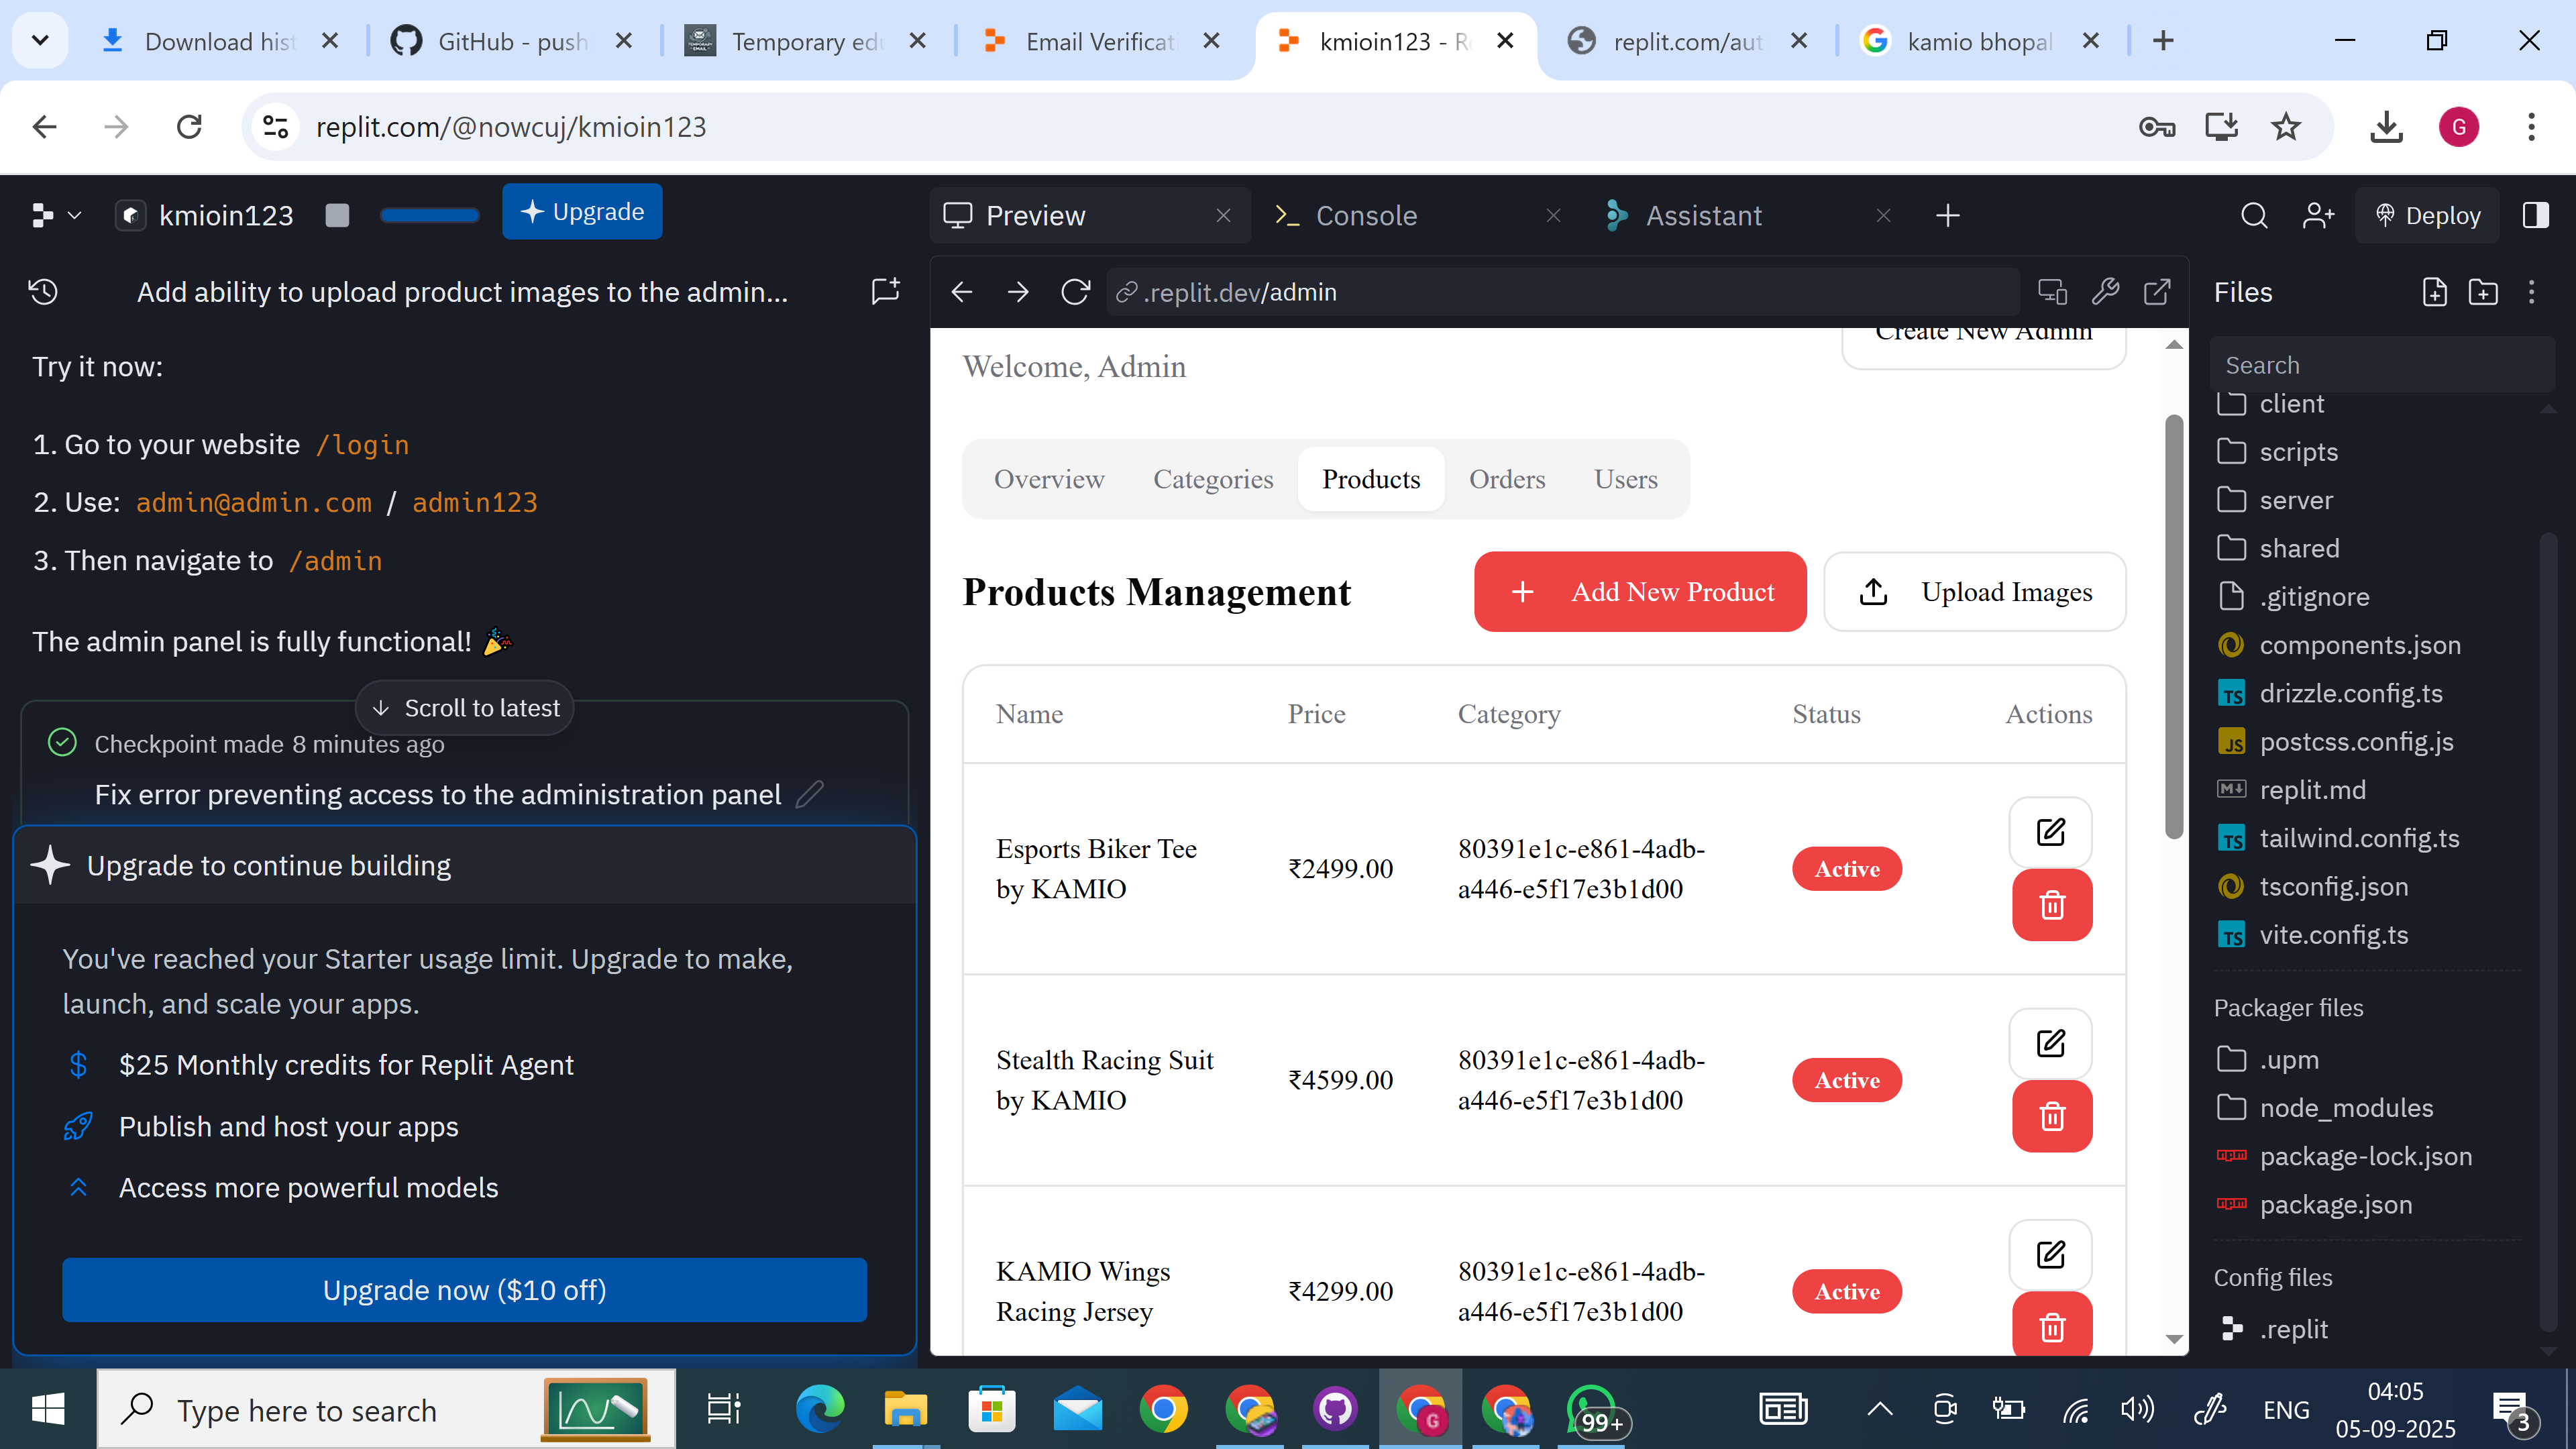 Download hist
GitHub - push
Temporary edu
Email Verificat
kmioin123 - Re
replit.com/aut
kamio bhopal
replit.com/@nowcuj/kmioin123
G
kmioin123
Upgrade
Preview
Console
Assistant
Deploy
Add ability to upload product images to the admin...
.replit.dev/admin
Files
Search
Try it now:
1. Go to your website /login
2. Use: admin@admin.com / admin123
3. Then navigate to /admin
The admin panel is fully functional! 🎉
Scroll to latest
Checkpoint made 8 minutes ago
Fix error preventing access to the administration panel
Upgrade to continue building
You've reached your Starter usage limit. Upgrade to make,
launch, and scale your apps.
$25 Monthly credits for Replit Agent
Publish and host your apps
Access more powerful models
Upgrade now ($10 off)
Create New Admin
Welcome, Admin
Overview
Categories
Products
Orders
Users
Products Management
Add New Product
Upload Images
Name
Price
Category
Status
Actions
Esports Biker Tee
by KAMIO
₹2499.00
80391e1c-e861-4adb-
a446-e5f17e3b1d00
Active
Stealth Racing Suit
by KAMIO
₹4599.00
80391e1c-e861-4adb-
a446-e5f17e3b1d00
Active
KAMIO Wings
Racing Jersey
₹4299.00
80391e1c-e861-4adb-
a446-e5f17e3b1d00
Active
client
scripts
server
shared
.gitignore
components.json
TS drizzle.config.ts
JS postcss.config.js
M replit.md
TS tailwind.config.ts
tsconfig.json
TS vite.config.ts
Packager files
.upm
node_modules
npm package-lock.json
npm package.json
Config files
.replit
Type here to search
G
99+
ENG
04:05
05-09-2025
3